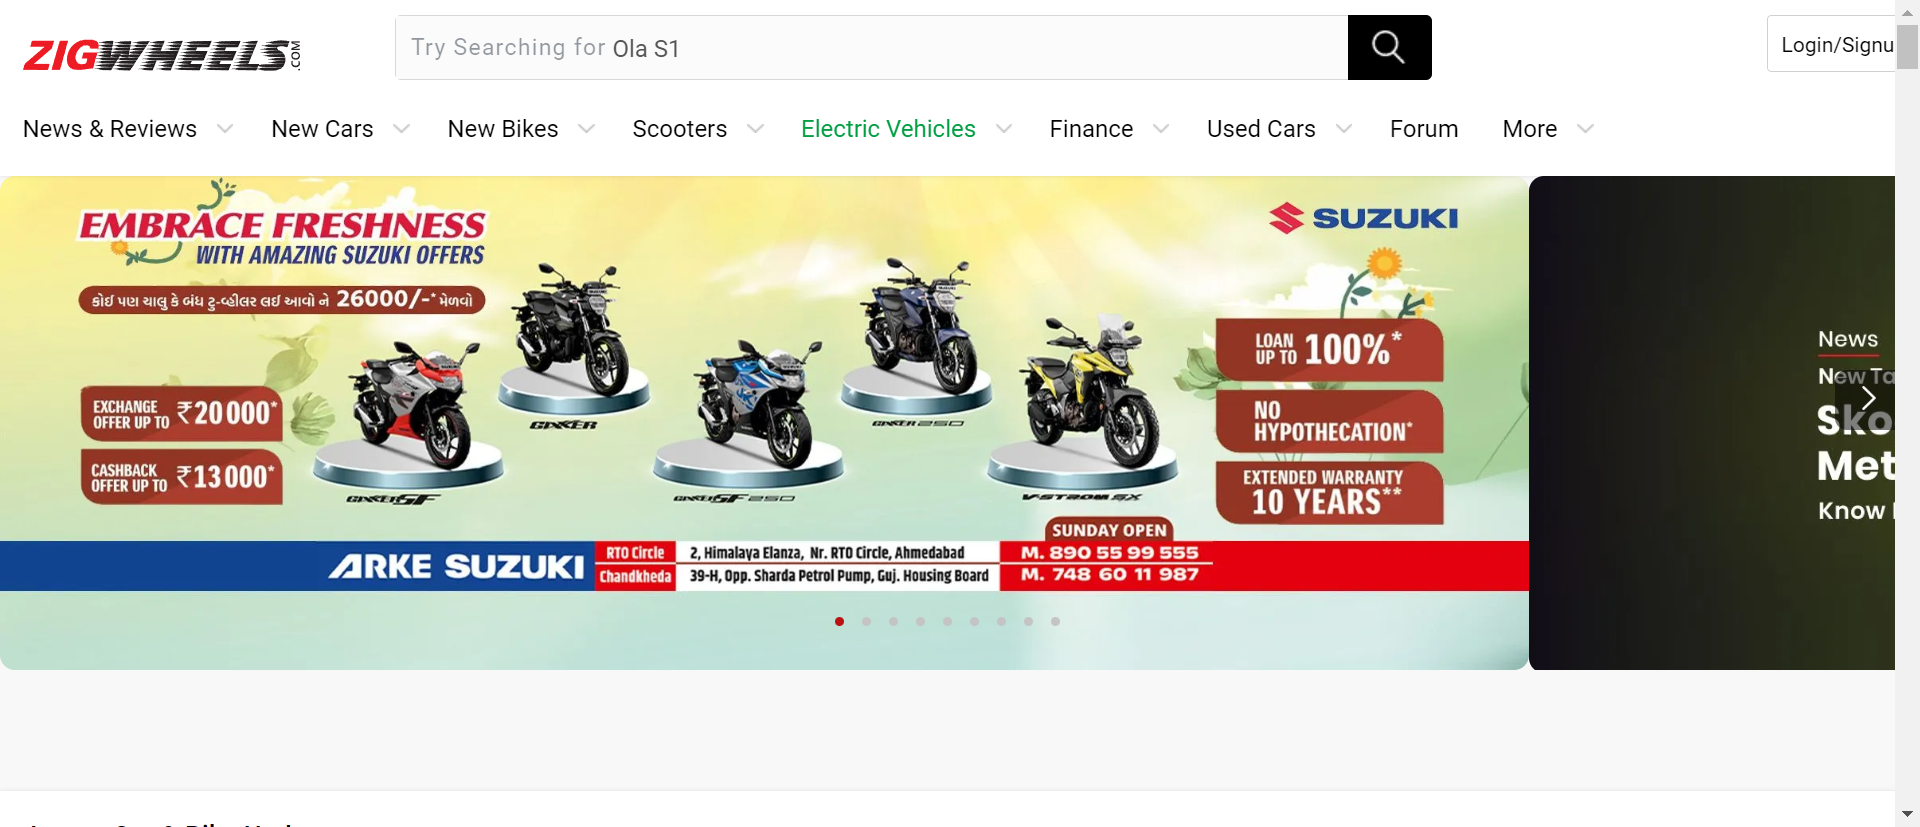 ZIGWHEELS.COM
Try Searching for Ola S1
Login/Signu
News & Reviews
New Cars
New Bikes
Scooters
Electric Vehicles
Finance
Used Cars
Forum
More
EMBRACE FRESHNESS
WITH AMAZING SUZUKI OFFERS
કોઈ પણ ચાલુ કે બંધ ટુ-વ્હીલર લઈ આવો ને 26000/-* મેળવો
EXCHANGE
OFFER UP TO ₹20 000*
CASHBACK
OFFER UP TO ₹13 000*
GIXXER SF
GIXXER
GIXXER SF 250
GIXXER 250
V-STROM SX
SUZUKI
LOAN
UP TO 100%*
NO
HYPOTHECATION*
EXTENDED WARRANTY
10 YEARS**
SUNDAY OPEN
ARKE SUZUKI
RTO Circle 2, Himalaya Elanza, Nr. RTO Circle, Ahmedabad M. 890 55 99 555
Chandkheda 39-H, Opp. Sharda Petrol Pump, Guj. Housing Board M. 748 60 11 987
News
New Ta
Sko
Met
Know